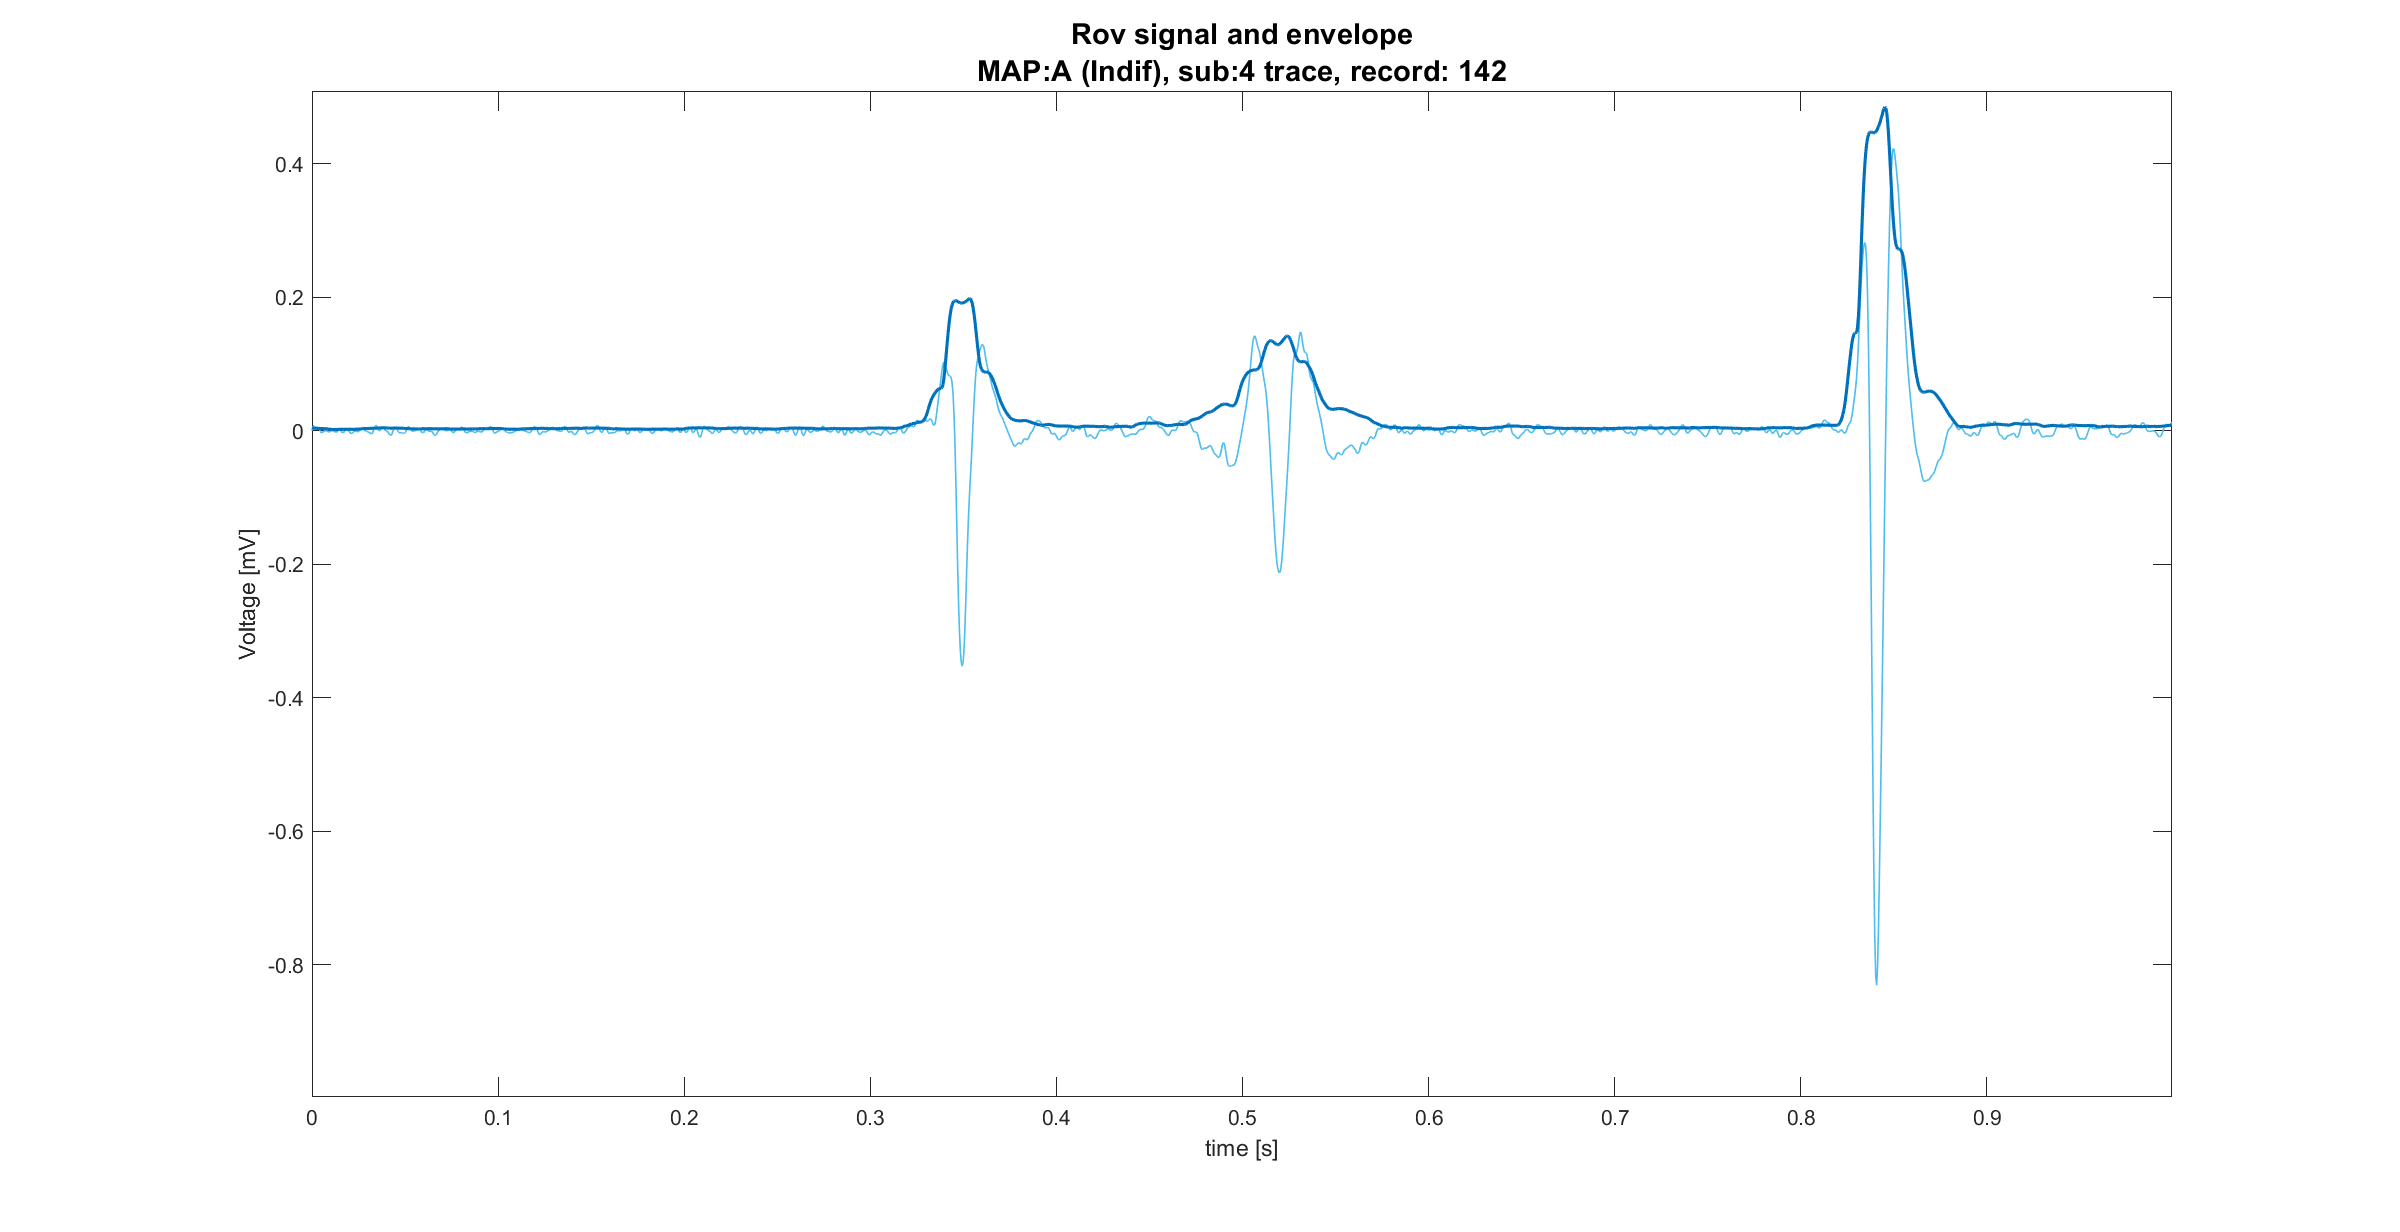 Rov signal and envelope
MAP:A (Indif), sub:4 trace, record: 142
0.4
0.2
0
-0.2
-0.4
-0.6
-0.8
Voltage [mV]
0 0.1 0.2 0.3 0.4 0.5 0.6 0.7 0.8 0.9
time [s]